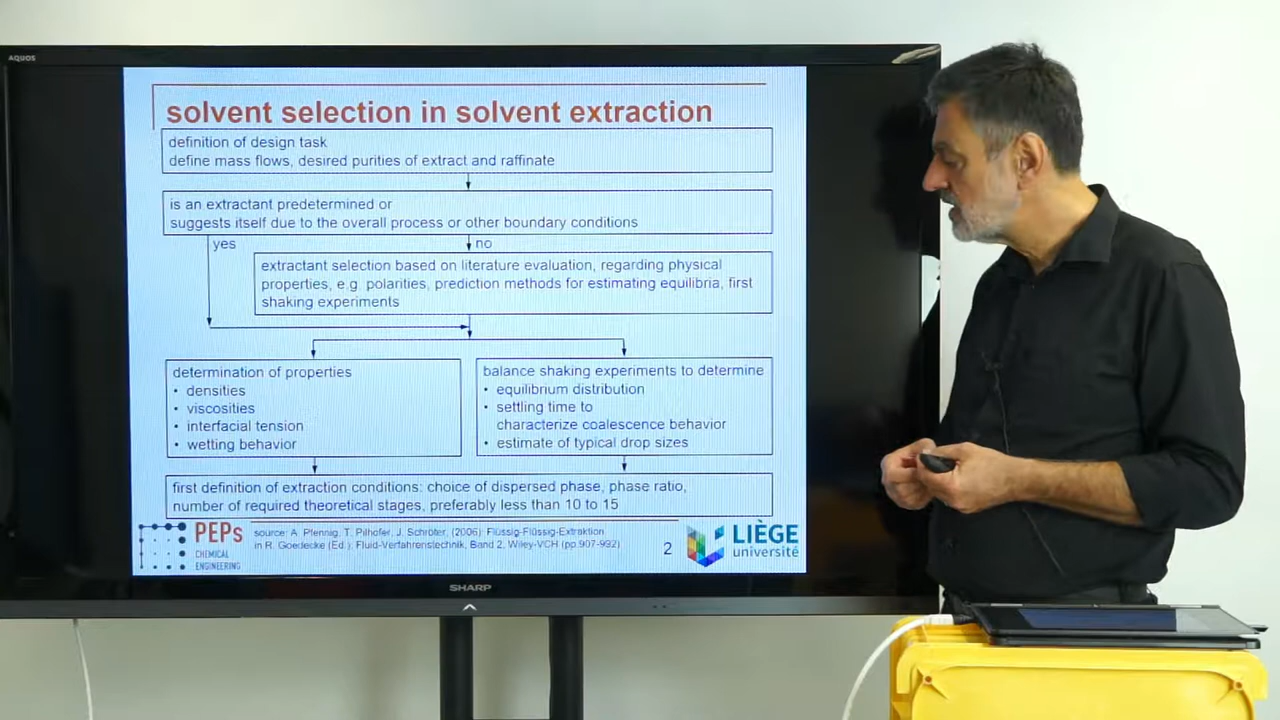 AQUOS
solvent selection in solvent extraction
definition of design task
define mass flows, desired purities of extract and raffinate
is an extractant predetermined or
suggests itself due to the overall process or other boundary conditions
yes
no
extractant selection based on literature evaluation, regarding physical
properties, e.g. polarities, prediction methods for estimating equilibria, first
shaking experiments
determination of properties
• densities
• viscosities
• interfacial tension
• wetting behavior
balance shaking experiments to determine
• equilibrium distribution
• settling time to
characterize coalescence behavior
• estimate of typical drop sizes
first definition of extraction conditions: choice of dispersed phase, phase ratio,
number of required theoretical stages, preferably less than 10 to 15
PEPs
CHEMICAL
ENGINEERING
source: A. Pfennig, T. Pilhofer, J. Schröter, (2006): Flüssig-Flüssig-Extraktion
in R. Goedecke (Ed.), Fluid-Verfahrenstechnik, Band 2, Wiley-VCH (pp.907-992)
2
LIÈGE
université
SHARP